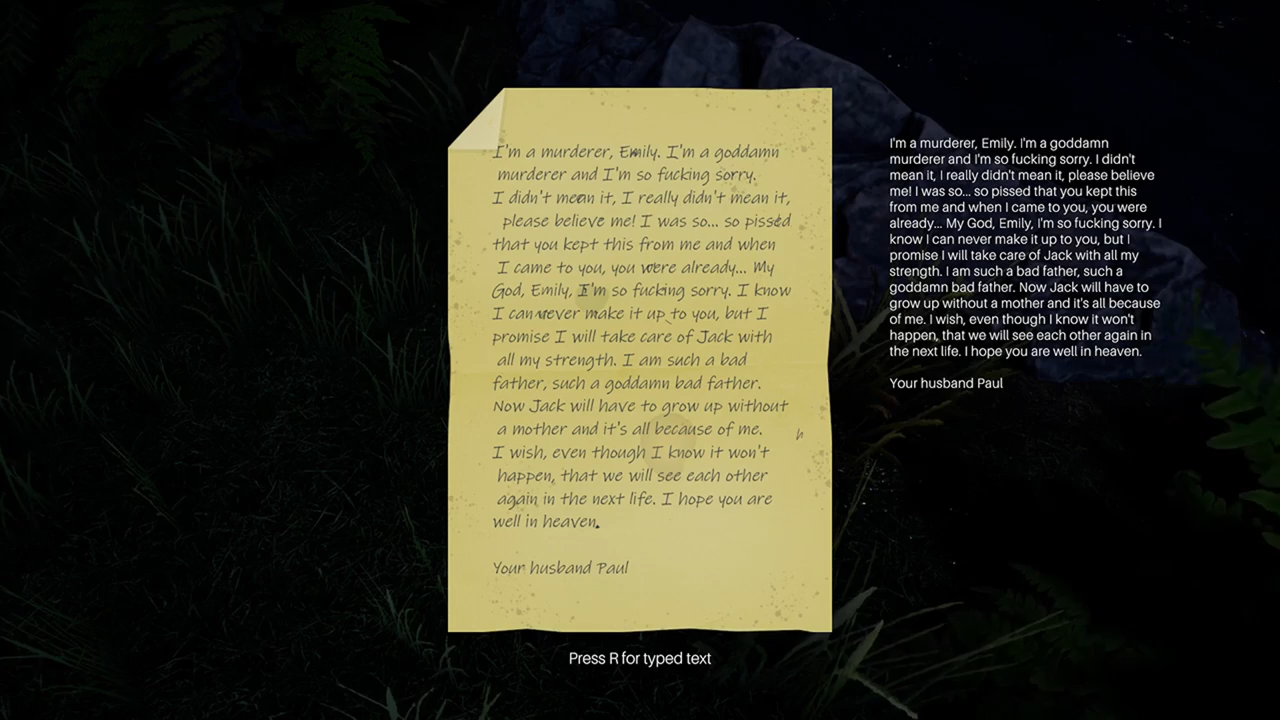 I'm a murderer, Emily. I'm a goddamn
murderer and I'm so fucking sorry.
I didn't mean it, I really didn't mean it,
please believe me! I was so... so pissed
that you kept this from me and when
I came to you, you were already... My
God, Emily, I'm so fucking sorry. I know
I can never make it up to you, but I
promise I will take care of Jack with
all my strength. I am such a bad
father, such a goddamn bad father.
Now Jack will have to grow up without
a mother and it's all because of me.
h
I wish, even though I know it won't
happen, that we will see each other
again in the next life. I hope you are
well in heaven.
Your husband Paul
I'm a murderer, Emily. I'm a goddamn
murderer and I'm so fucking sorry. I didn't
mean it, I really didn't mean it, please believe
me! I was so... so pissed that you kept this
from me and when I came to you, you were
already... My God, Emily, I'm so fucking sorry. I
know I can never make it up to you, but I
promise I will take care of Jack with all my
strength. I am such a bad father, such a
goddamn bad father. Now Jack will have to
grow up without a mother and it's all because
of me. I wish, even though I know it won't
happen, that we will see each other again in
the next life. I hope you are well in heaven.
Your husband Paul
Press R for typed text